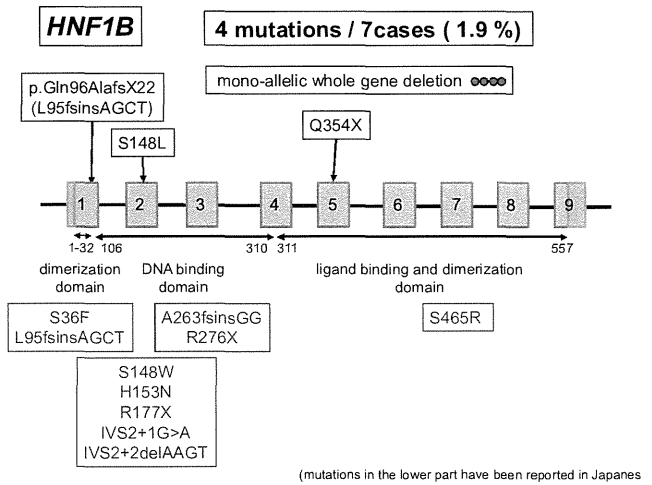 HNF1B
4 mutations / 7cases ( 1.9 %)
mono-allelic whole gene deletion
p.Gln96AlafsX22
(L95fsinsAGCT)
S148L
Q354X
1 2 3 4 5 6 7 8 9
1-32 106 310 311 557
dimerization
domain
DNA binding
domain
ligand binding and dimerization
domain
S36F
L95fsinsAGCT
A263fsinsGG
R276X
S465R
S148W
H153N
R177X
IVS2+1G>A
IVS2+2delAAGT
(mutations in the lower part have been reported in Japanes